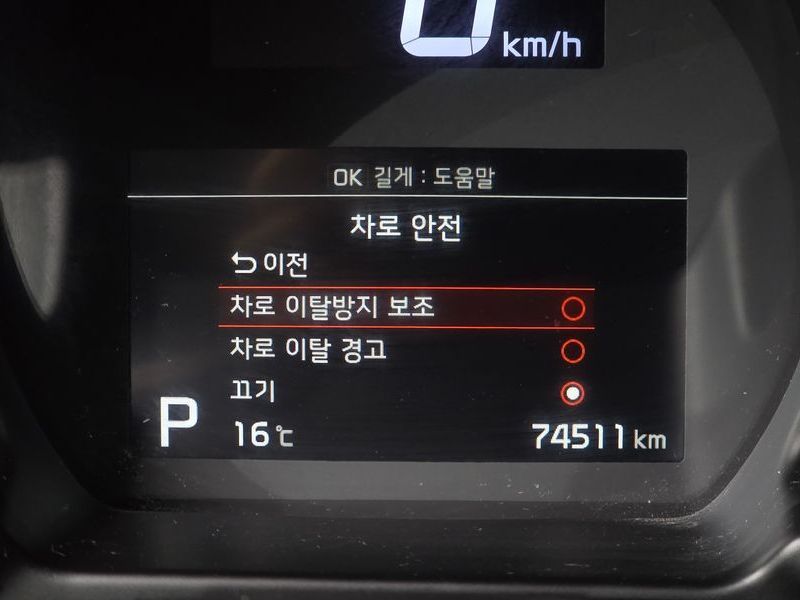 0 km/h
OK 길게 : 도움말
차로 안전
이전
차로 이탈방지 보조
차로 이탈 경고
끄기
P 16℃ 74511 km